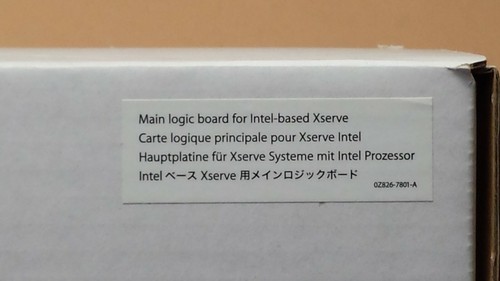 Main logic board for Intel-based Xserve
Carte logique principale pour Xserve Intel
Hauptplatine für Xserve Systeme mit Intel Prozessor
Intel ベース Xserve 用メインロジックボード
0Z826-7801-A